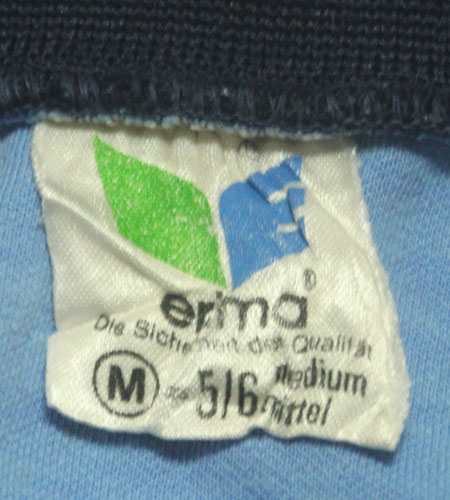 erima®
Die Sicherheit der Qualität
M 5/6 medium
mittel